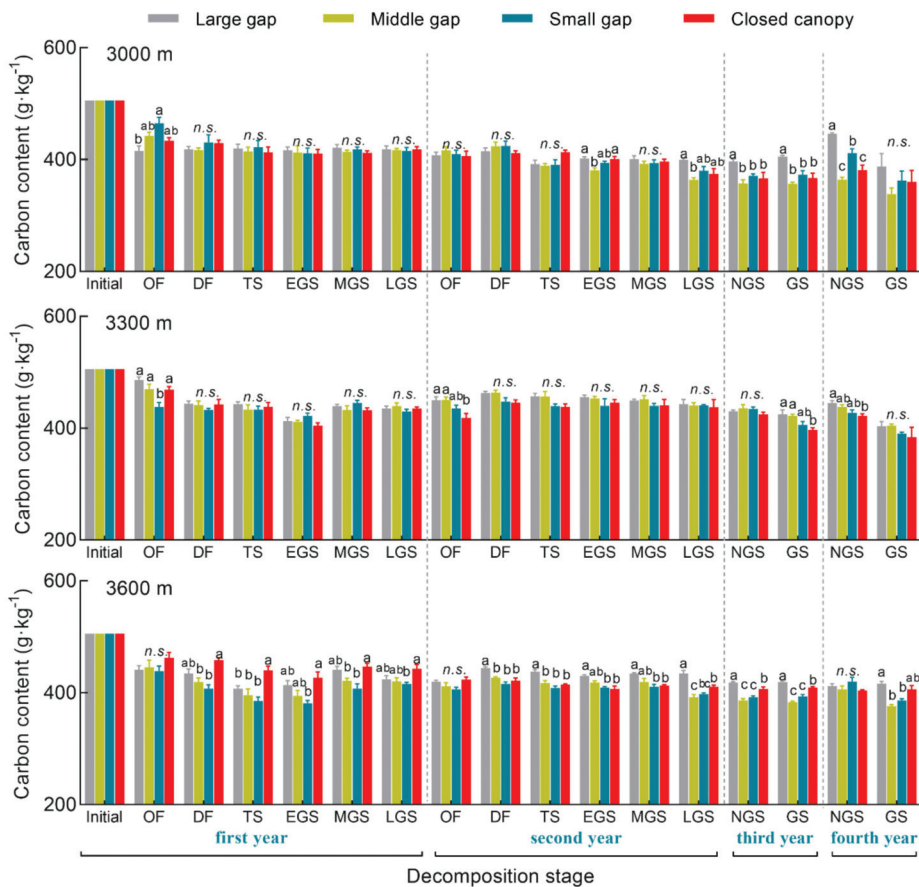 Large gap Middle gap Small gap Closed canopy
600
3000 m
a
b ab ab n.s. n.s. n.s. n.s. n.s. n.s. n.s. n.s. a b ab a n.s. a b ab ab a b b b a b b b a c b c n.s.
400
200
Carbon content (g·kg-1)
Initial OF DF TS EGS MGS LGS OF DF TS EGS MGS LGS NGS GS NGS GS
600
3300 m
a a b a n.s. n.s. n.s. n.s. n.s. a a ab b n.s. n.s. n.s. n.s. n.s. n.s. a a ab b a ab ab b n.s.
400
200
Carbon content (g·kg-1)
Initial OF DF TS EGS MGS LGS OF DF TS EGS MGS LGS NGS GS NGS GS
600
3600 m
n.s. ab b b a b b b a ab ab b a ab b b a ab ab b a n.s. a b b b a b b b a ab b b a ab b b a c bc b a c c b a c c b n.s. a b b ab
400
200
Carbon content (g·kg-1)
Initial OF DF TS EGS MGS LGS OF DF TS EGS MGS LGS NGS GS NGS GS
first year second year third year fourth year
Decomposition stage